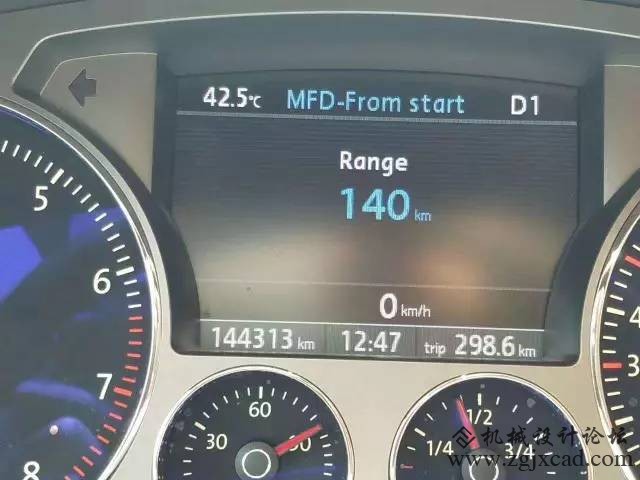 42.5°C MFD-From start D1
Range
140 km
0 km/h
144313 km 12:47 trip 298.6 km
5
6
7
8
4
3
30 60
1/4 1/2 3/4
机械设计论坛
www.zgjxcad.com